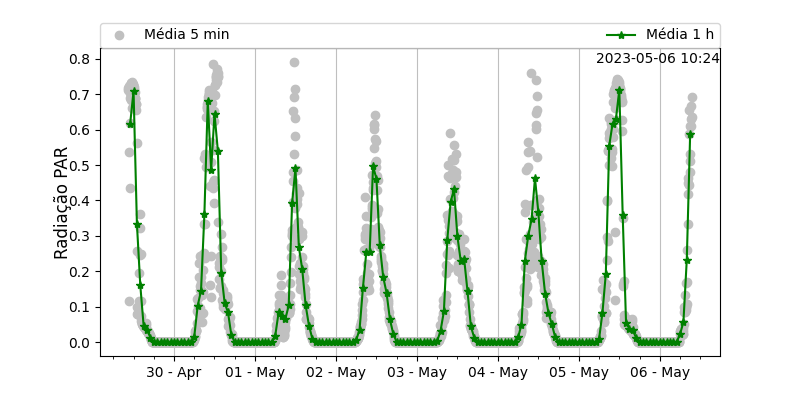 Média 5 min
Média 1 h
2023-05-06 10:24
Radiação PAR
0.8
0.7
0.6
0.5
0.4
0.3
0.2
0.1
0.0
30 - Apr
01 - May
02 - May
03 - May
04 - May
05 - May
06 - May